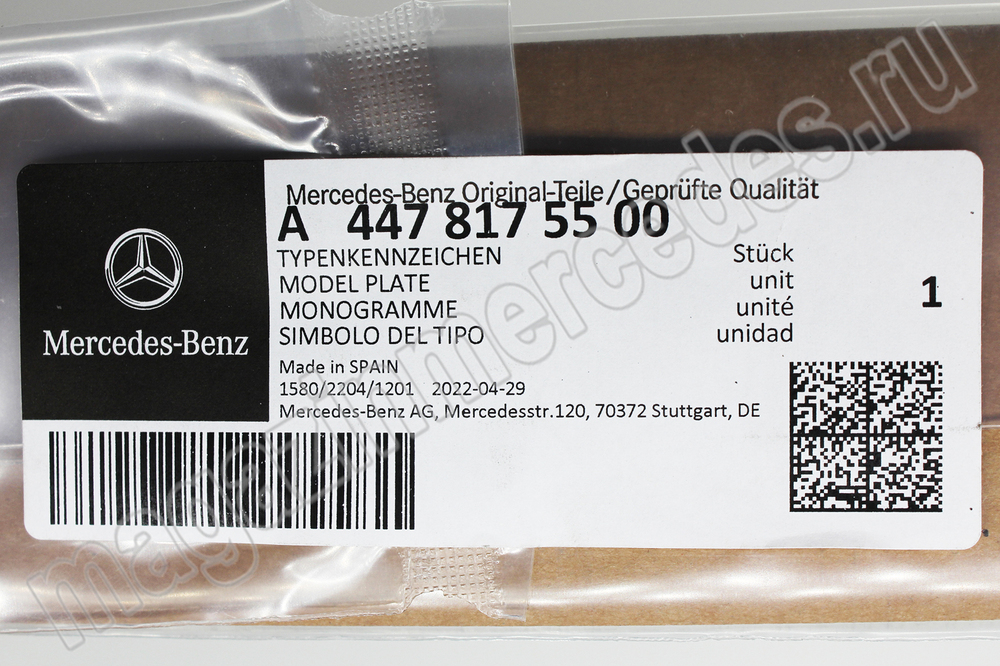 Mercedes-Benz Original-Teile/Geprüfte Qualität
A 447 817 55 00
TYPENKENNZEICHEN
MODEL PLATE
MONOGRAMME
SIMBOLO DEL TIPO
Stück
unit
unité
unidad
1
Mercedes-Benz
Made in SPAIN
1580/2204/1201 2022-04-29
Mercedes-Benz AG, Mercedesstr.120, 70372 Stuttgart, DE
magazinmercedes.ru